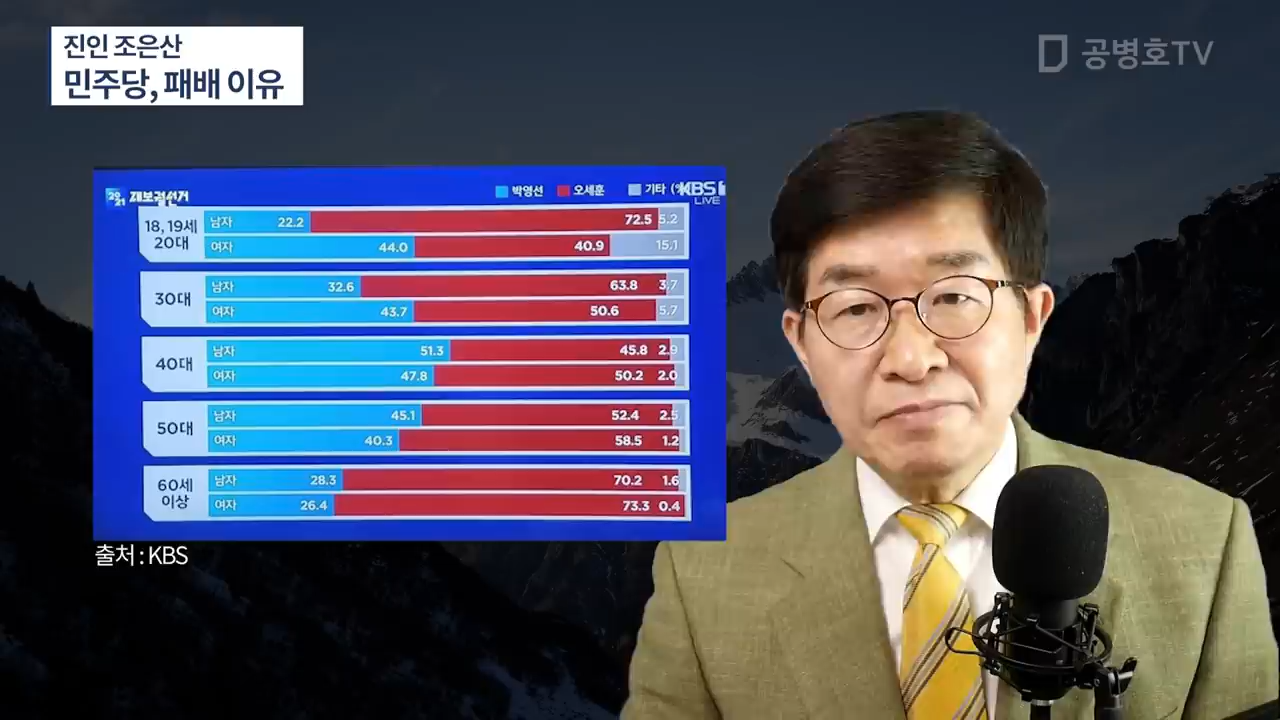 진인 조은산
민주당, 패배 이유
공병호TV
2021 재보궐선거
박영선 오세훈 기타
KBS 1
LIVE
18, 19세
20대
남자 22.2 72.5 5.2
여자 44.0 40.9 15.1
30대
남자 32.6 63.8 3.7
여자 43.7 50.6 5.7
40대
남자 51.3 45.8 2.9
여자 47.8 50.2 2.0
50대
남자 45.1 52.4 2.5
여자 40.3 58.5 1.2
60세
이상
남자 28.3 70.2 1.6
여자 26.4 73.3 0.4
출처 : KBS